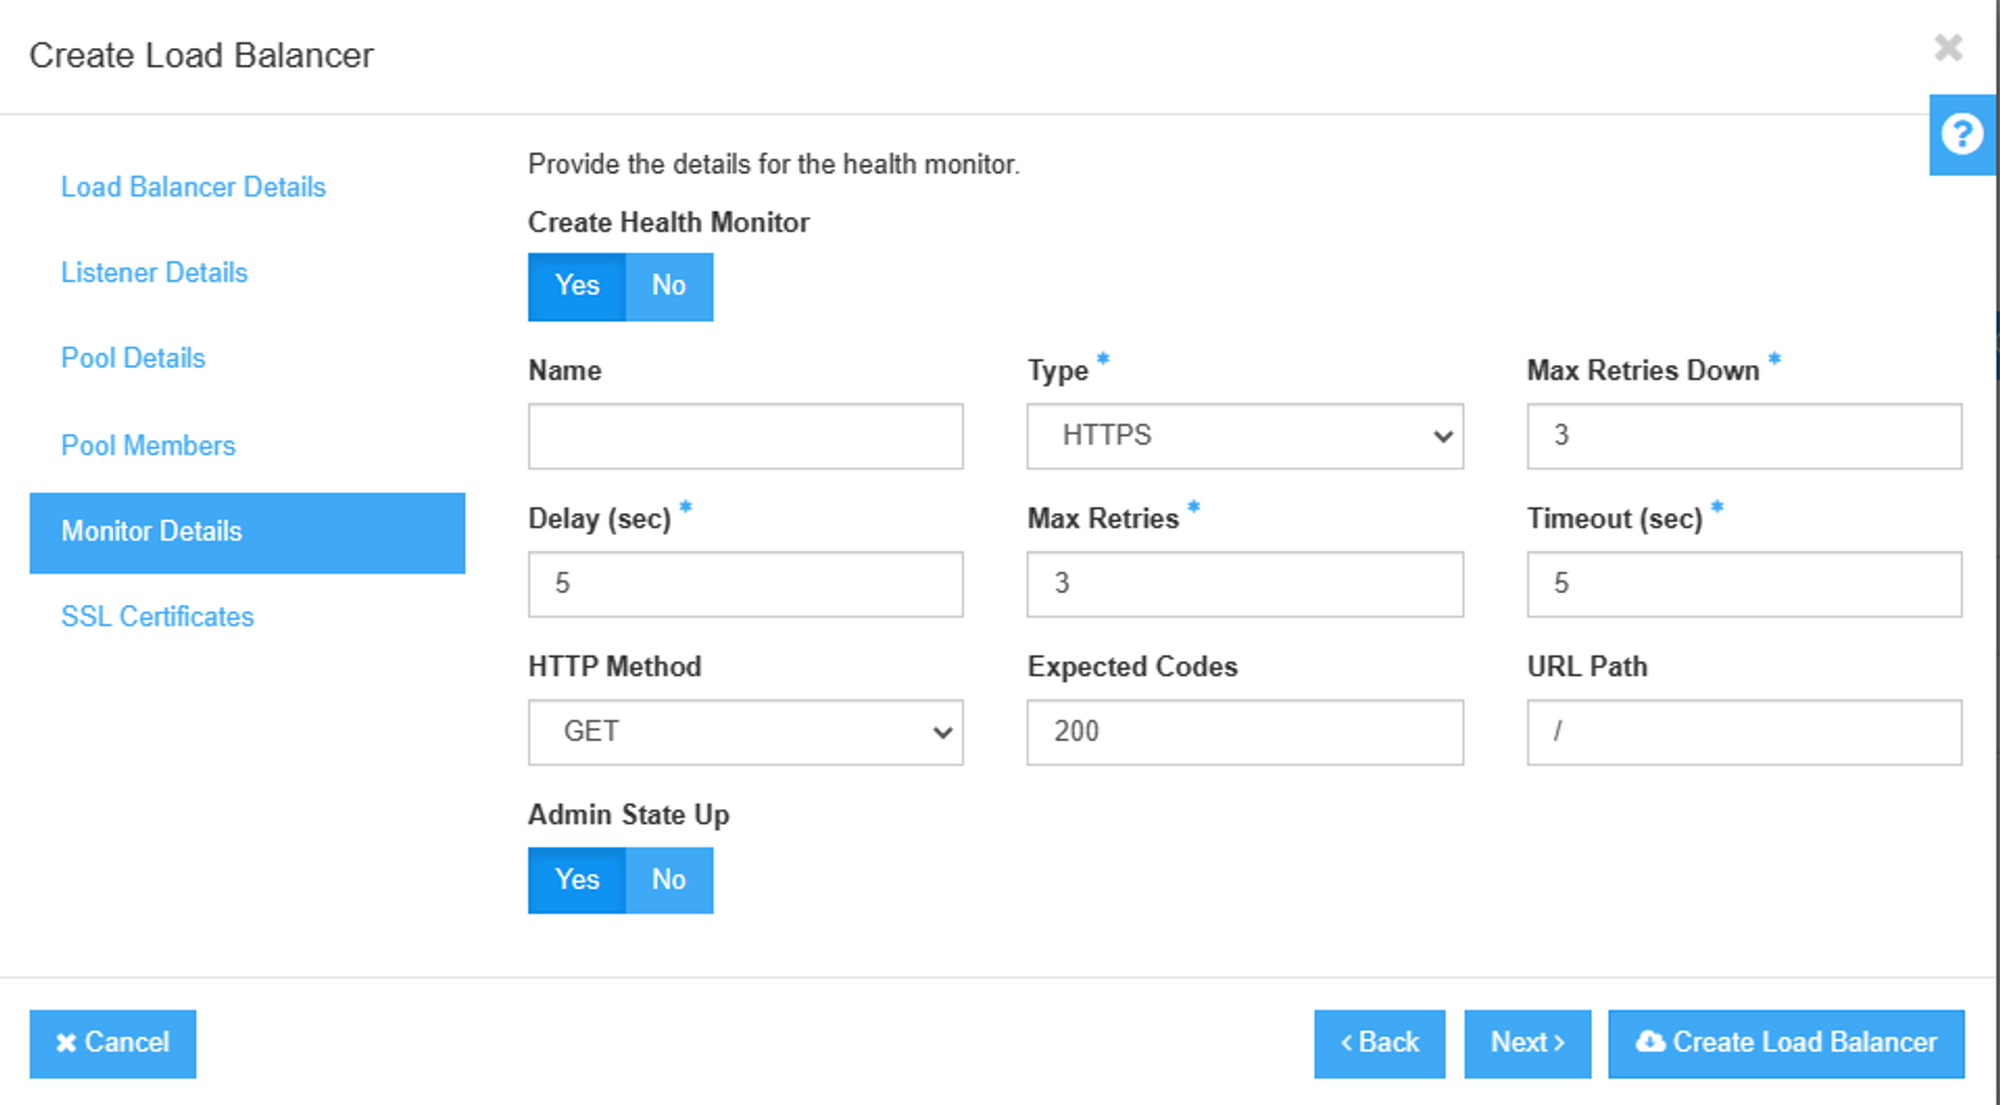 Create Load Balancer
Load Balancer Details
Listener Details
Pool Details
Pool Members
Monitor Details
SSL Certificates
Provide the details for the health monitor.
Create Health Monitor
Yes No
Name Type * Max Retries Down *
HTTPS 3
Delay (sec) * Max Retries * Timeout (sec) *
5 3 5
HTTP Method Expected Codes URL Path
GET 200 /
Admin State Up
Yes No
Cancel
‹ Back Next › Create Load Balancer